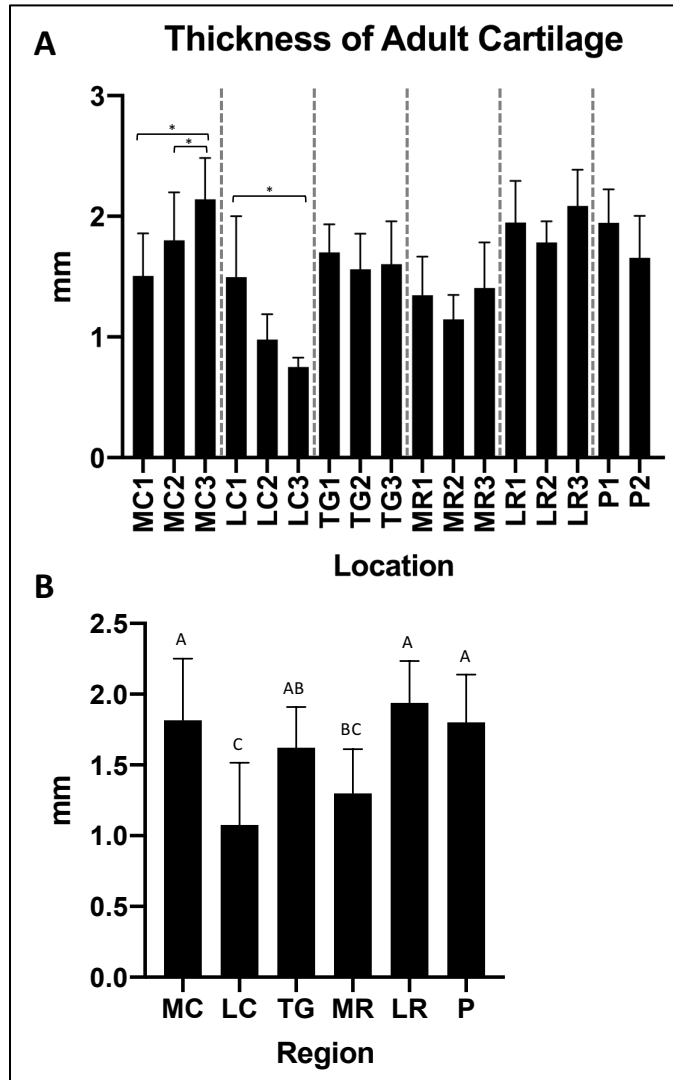 A
Thickness of Adult Cartilage
3
2
1
0
mm
*
*
*
MC1 MC2 MC3 LC1 LC2 LC3 TG1 TG2 TG3 MR1 MR2 MR3 LR1 LR2 LR3 P1 P2
Location
B
2.5
2.0
1.5
1.0
0.5
0.0
mm
A C AB BC A A
MC LC TG MR LR P
Region